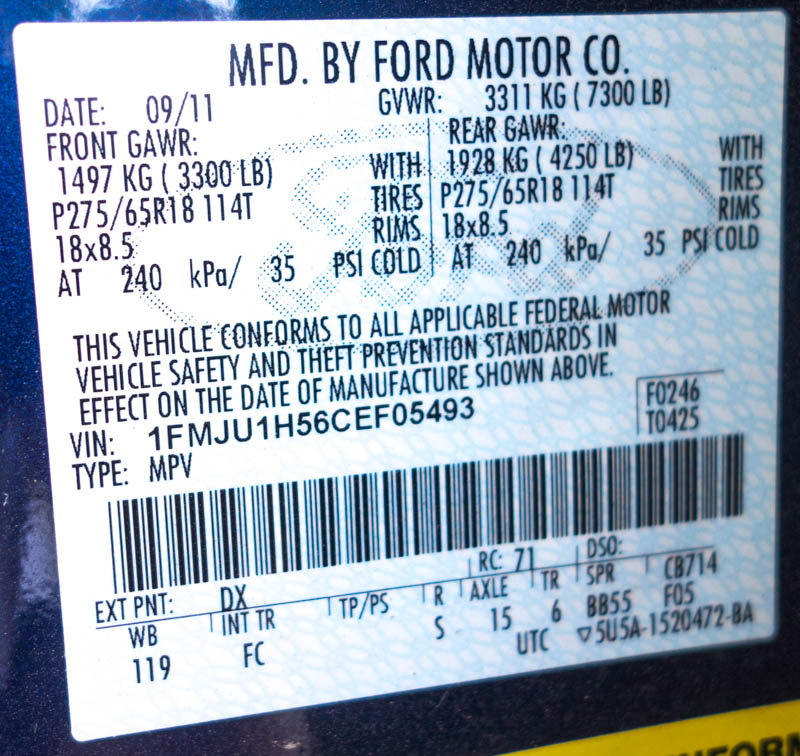 MFD. BY FORD MOTOR CO.
DATE: 09/11 GVWR: 3311 KG ( 7300 LB)
FRONT GAWR: REAR GAWR:
1497 KG ( 3300 LB) WITH 1928 KG ( 4250 LB) WITH
P275/65R18 114T TIRES P275/65R18 114T TIRES
18x8.5 RIMS 18x8.5 RIMS
AT 240 kPa/ 35 PSI COLD AT 240 kPa/ 35 PSI COLD
THIS VEHICLE CONFORMS TO ALL APPLICABLE FEDERAL MOTOR
VEHICLE SAFETY AND THEFT PREVENTION STANDARDS IN
EFFECT ON THE DATE OF MANUFACTURE SHOWN ABOVE.
VIN: 1FMJU1H56CEF05493 F0246
TYPE: MPV T0425
EXT PNT: DX RC: 71 DSO:
WB INT TR TP/PS R AXLE TR SPR CB714
119 FC S 15 6 BB55 F05
UTC ▽5U5A-1520472-BA